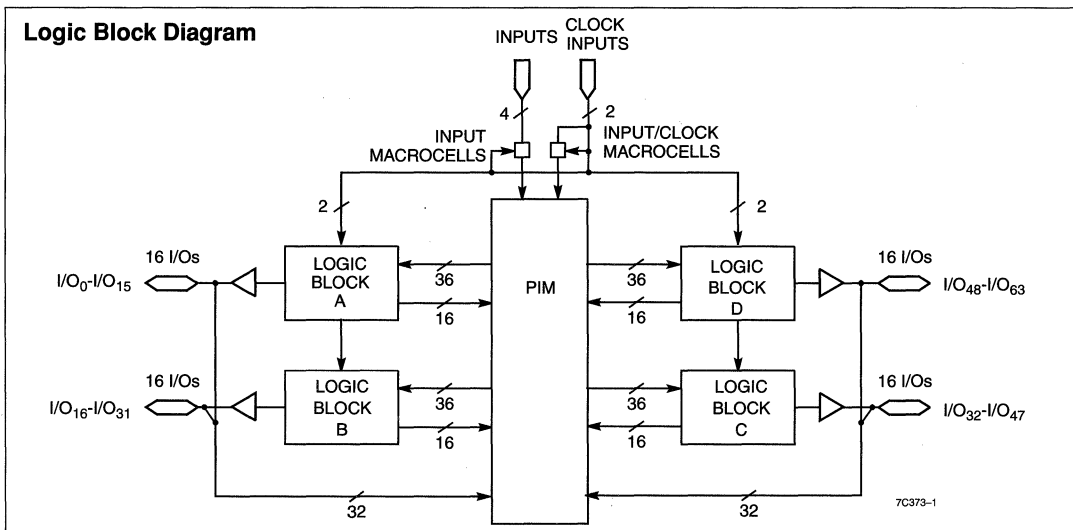 Logic Block Diagram
INPUTS
CLOCK
INPUTS
4
2
INPUT
MACROCELLS
INPUT/CLOCK
MACROCELLS
2
2
16 I/Os
I/O0-I/O15
LOGIC
BLOCK
A
36
16
PIM
36
16
LOGIC
BLOCK
D
16 I/Os
I/O48-I/O63
16 I/Os
I/O16-I/O31
LOGIC
BLOCK
B
36
16
36
16
LOGIC
BLOCK
C
16 I/Os
I/O32-I/O47
32
32
7C373–1